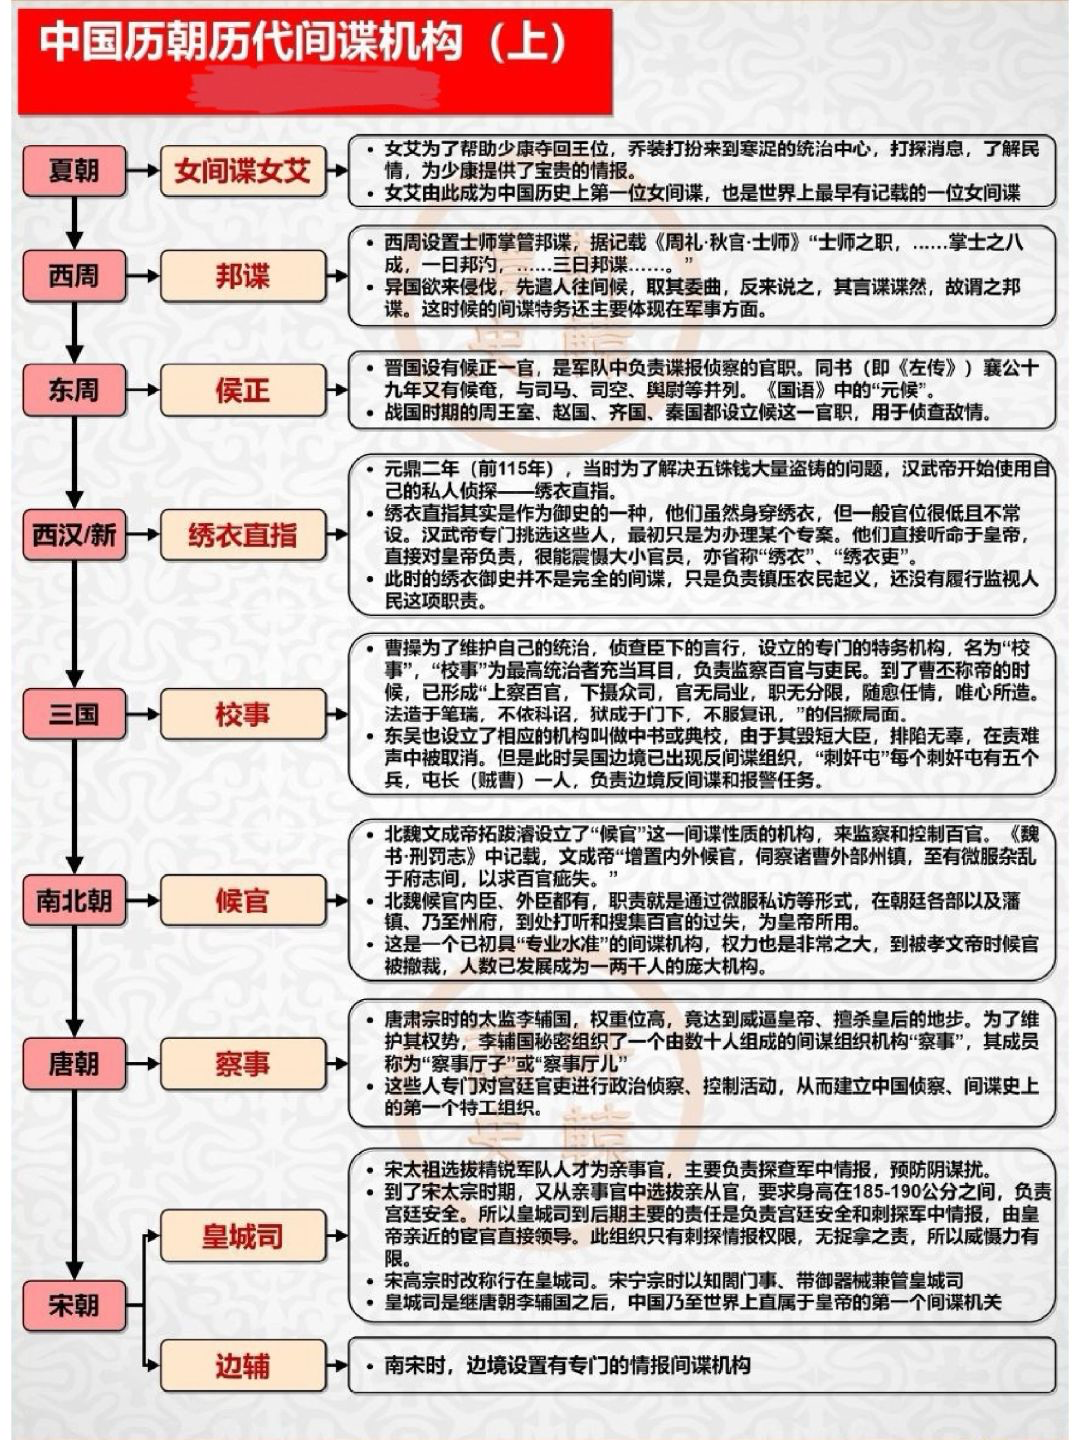 中国历朝历代间谍机构（上）
夏朝
女间谍女艾
• 女艾为了帮助少康夺回王位，乔装打扮来到寒浞的统治中心，打探消息，了解民
情，为少康提供了宝贵的情报。
• 女艾由此成为中国历史上第一位女间谍，也是世界上最早有记载的一位女间谍
西周
邦谍
• 西周设置士师掌管邦谍，据记载《周礼·秋官·士师》“士师之职，……掌士之八
成，一曰邦汋，……三曰邦谍……。”
• 异国欲来侵伐，先遣人往间候，取其委曲，反来说之，其言谍谍然，故谓之邦
谍。这时候的间谍特务还主要体现在军事方面。
东周
侯正
• 晋国设有候正一官，是军队中负责谍报侦察的官职。同书（即《左传》）襄公十
九年又有候奄，与司马、司空、舆尉等并列。《国语》中的“元候”。
• 战国时期的周王室、赵国、齐国、秦国都设立候这一官职，用于侦查敌情。
西汉/新
绣衣直指
• 元鼎二年（前115年），当时为了解决五铢钱大量盗铸的问题，汉武帝开始使用自
己的私人侦探——绣衣直指。
• 绣衣直指其实是作为御史的一种，他们虽然身穿绣衣，但一般官位很低且不常
设。汉武帝专门挑选这些人，最初只是为办理某个专案。他们直接听命于皇帝，
直接对皇帝负责，很能震慑大小官员，亦省称“绣衣”、“绣衣吏”。
• 此时的绣衣御史并不是完全的间谍，只是负责镇压农民起义，还没有履行监视人
民这项职责。
三国
校事
• 曹操为了维护自己的统治，侦查臣下的言行，设立的专门的特务机构，名为“校
事”，“校事”为最高统治者充当耳目，负责监察百官与吏民。到了曹丕称帝的时
候，已形成“上察百官，下摄众司，官无局业，职无分限，随愈任情，唯心所造。
法造于笔瑞，不依科诏，狱成于门下，不服复讯，”的侣撅局面。
• 东吴也设立了相应的机构叫做中书或典校，由于其毁短大臣，排陷无辜，在责难
声中被取消。但是此时吴国边境已出现反间谍组织，“刺奸屯”每个刺奸屯有五个
兵，屯长（贼曹）一人，负责边境反间谍和报警任务。
南北朝
候官
• 北魏文成帝拓跋濬设立了“候官”这一间谍性质的机构，来监察和控制百官。《魏
书·刑罚志》中记载，文成帝“增置内外候官，伺察诸曹外部州镇，至有微服杂乱
于府志间，以求百官疵失。”
• 北魏候官内臣、外臣都有，职责就是通过微服私访等形式，在朝廷各部以及藩
镇、乃至州府，到处打听和搜集百官的过失，为皇帝所用。
• 这是一个已初具“专业水准”的间谍机构，权力也是非常之大，到被孝文帝时候官
被撤裁，人数已发展成为一两千人的庞大机构。
唐朝
察事
• 唐肃宗时的太监李辅国，权重位高，竟达到威逼皇帝、擅杀皇后的地步。为了维
护其权势，李辅国秘密组织了一个由数十人组成的间谋组织机构“察事”，其成员
称为“察事厅子”或“察事厅儿”
• 这些人专门对宫廷官吏进行政治侦察、控制活动，从而建立中国侦察、间谍史上
的第一个特工组织。
宋朝
皇城司
• 宋太祖选拔精锐军队人才为亲事官，主要负责探查军中情报，预防阴谋扰。
• 到了宋太宗时期，又从亲事官中选拔亲从官，要求身高在185-190公分之间，负责
宫廷安全。所以皇城司到后期主要的责任是负责宫廷安全和刺探军中情报，由皇
帝亲近的宦官直接领导。此组织只有刺探情报权限，无捉拿之责，所以威慑力有
限。
• 宋高宗时改称行在皇城司。宋宁宗时以知閤门事、带御器械兼管皇城司
• 皇城司是继唐朝李辅国之后，中国乃至世界上直属于皇帝的第一个间谍机关
边辅
• 南宋时，边境设置有专门的情报间谍机构